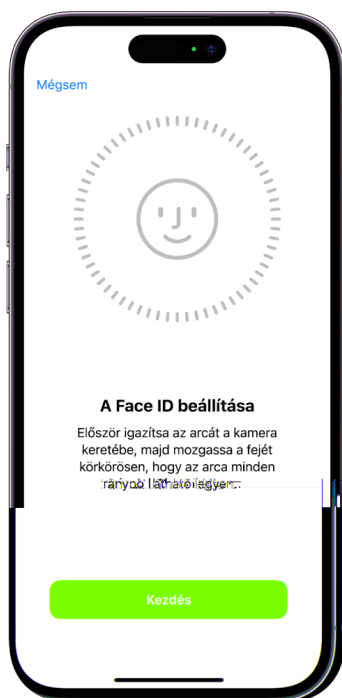 Mégsem
A Face ID beállítása
Először igazítsa az arcát a kamera
keretébe, majd mozgassa a fejét
körkörösen, hogy az arca minden
Kezdés